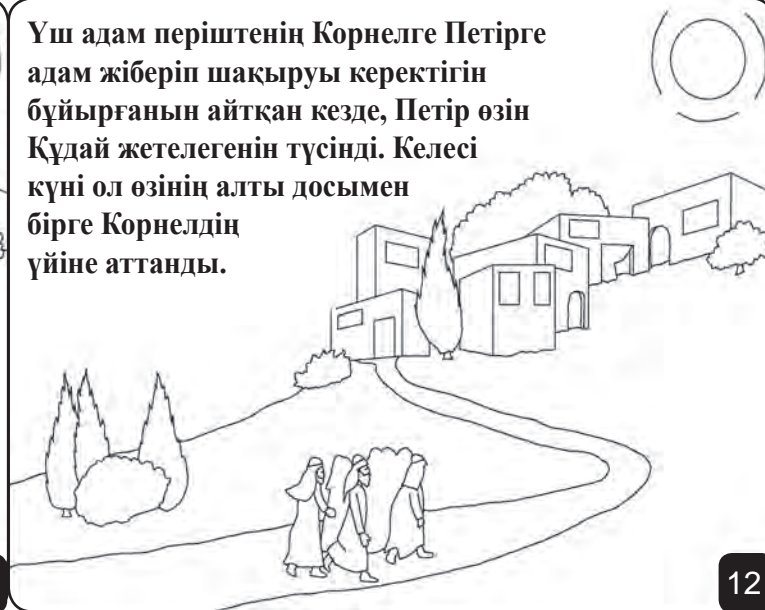 Үш адам періштенің Корнелге Петірге
адам жіберіп шақыруы керектігін
бұйырғанын айтқан кезде, Петір өзін
Құдай жетелегенін түсінді. Келесі
күні ол өзінің алты досымен
бірге Корнелдің
үйіне аттанды.
12